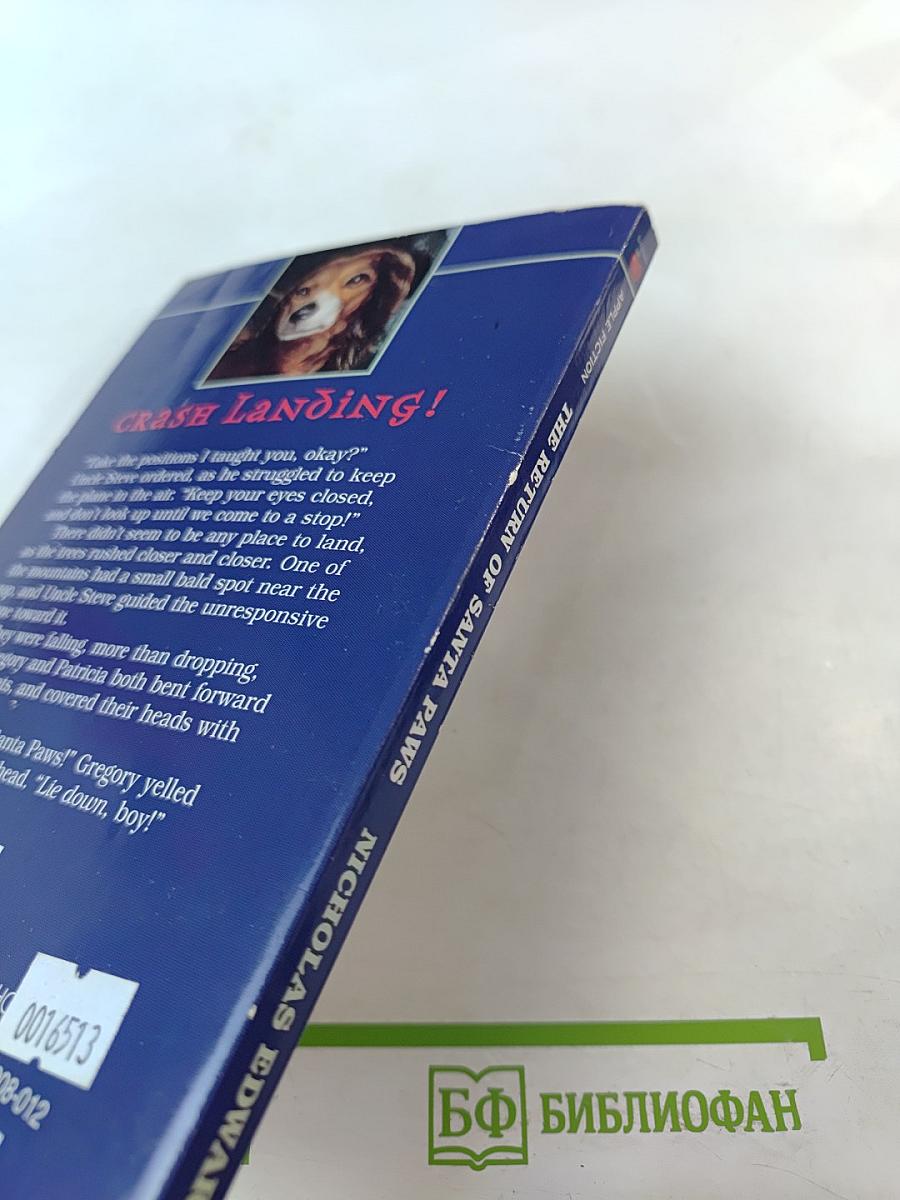 CRASH LANDING!
"Take the positions I taught you, okay?"
Uncle Steve ordered, as he struggled to keep
the plane in the air. "Keep your eyes closed,
and don't look up until we come to a stop!"
There didn't seem to be any place to land,
as the trees rushed closer and closer. One of
the mountains had a small bald spot near the
and Uncle Steve guided the unresponsive
toward it.
They were falling, more than dropping,
Gregory and Patricia both bent forward
and covered their heads with
Santa Paws!" Gregory yelled
head, "Lie down, boy!"
0016513
08-012
APPLE FICTION
THE RETURN OF SANTA PAWS
NICHOLAS EDWAR
БФ БИБЛИОФАН